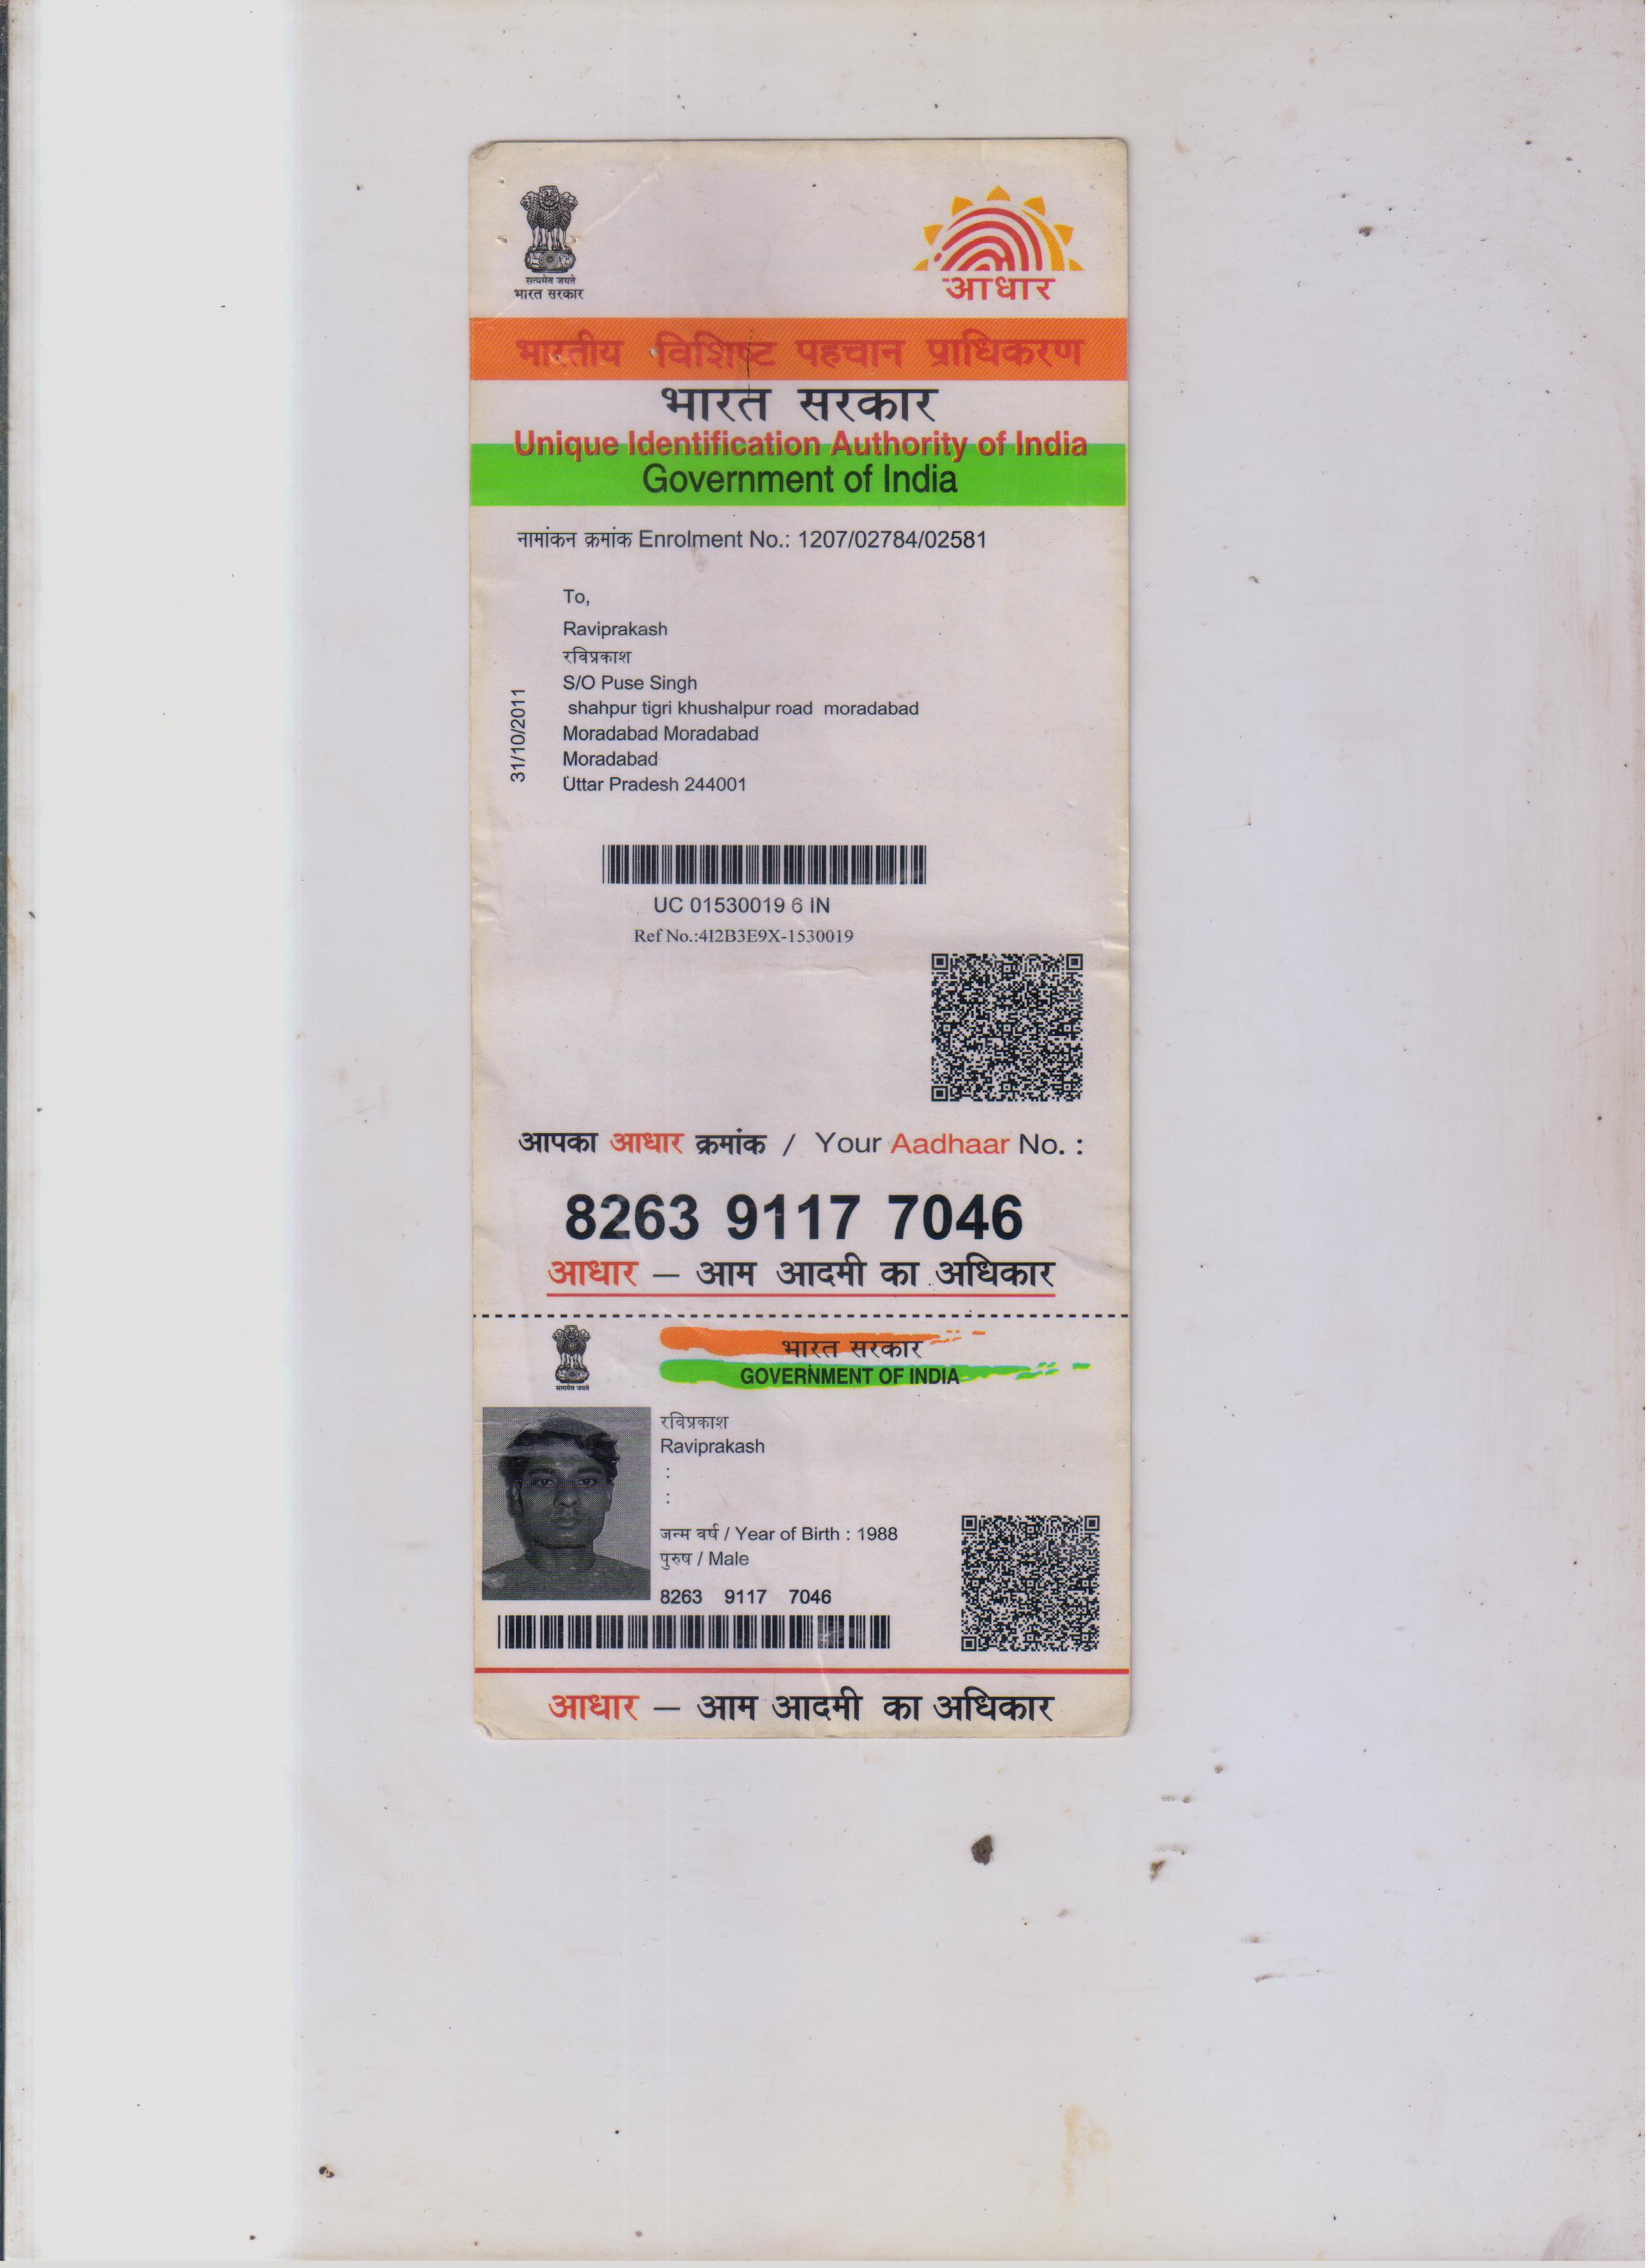 सत्यमेव जयते
भारत सरकार
आधार
भारतीय विशिष्ट पहचान प्राधिकरण
भारत सरकार
Unique Identification Authority of India
Government of India
नामांकन क्रमांक Enrolment No.: 1207/02784/02581
To,
Raviprakash
रविप्रकाश
S/O Puse Singh
shahpur tigri khushalpur road moradabad
Moradabad Moradabad
Moradabad
Uttar Pradesh 244001
31/10/2011
UC 01530019 6 IN
Ref No.:4I2B3E9X-1530019
आपका आधार क्रमांक / Your Aadhaar No. :
8263 9117 7046
आधार – आम आदमी का अधिकार
सत्यमेव जयते
भारत सरकार
GOVERNMENT OF INDIA
रविप्रकाश
Raviprakash
:
:
जन्म वर्ष / Year of Birth : 1988
पुरुष / Male
8263 9117 7046
आधार – आम आदमी का अधिकार